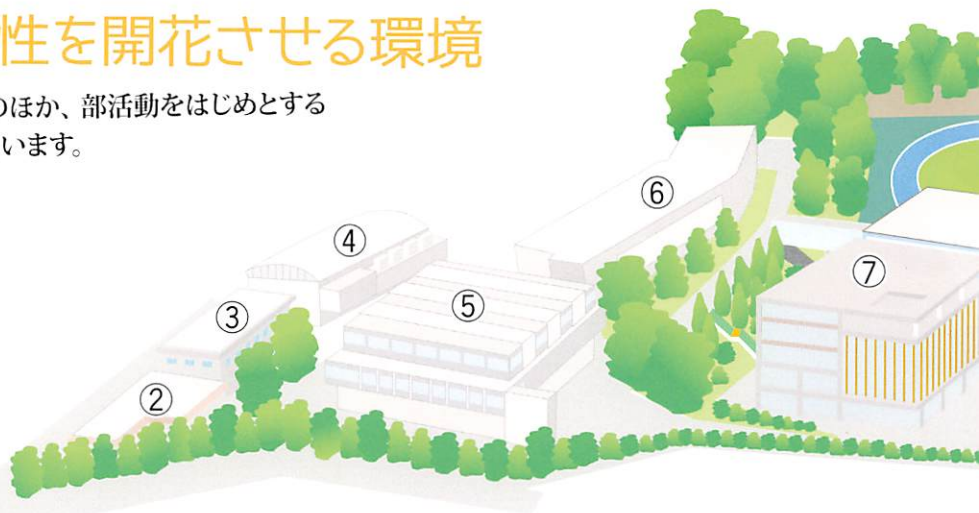 性を開花させる環境
のほか、部活動をはじめとする
います。
⑥
④
⑦
⑤
③
②